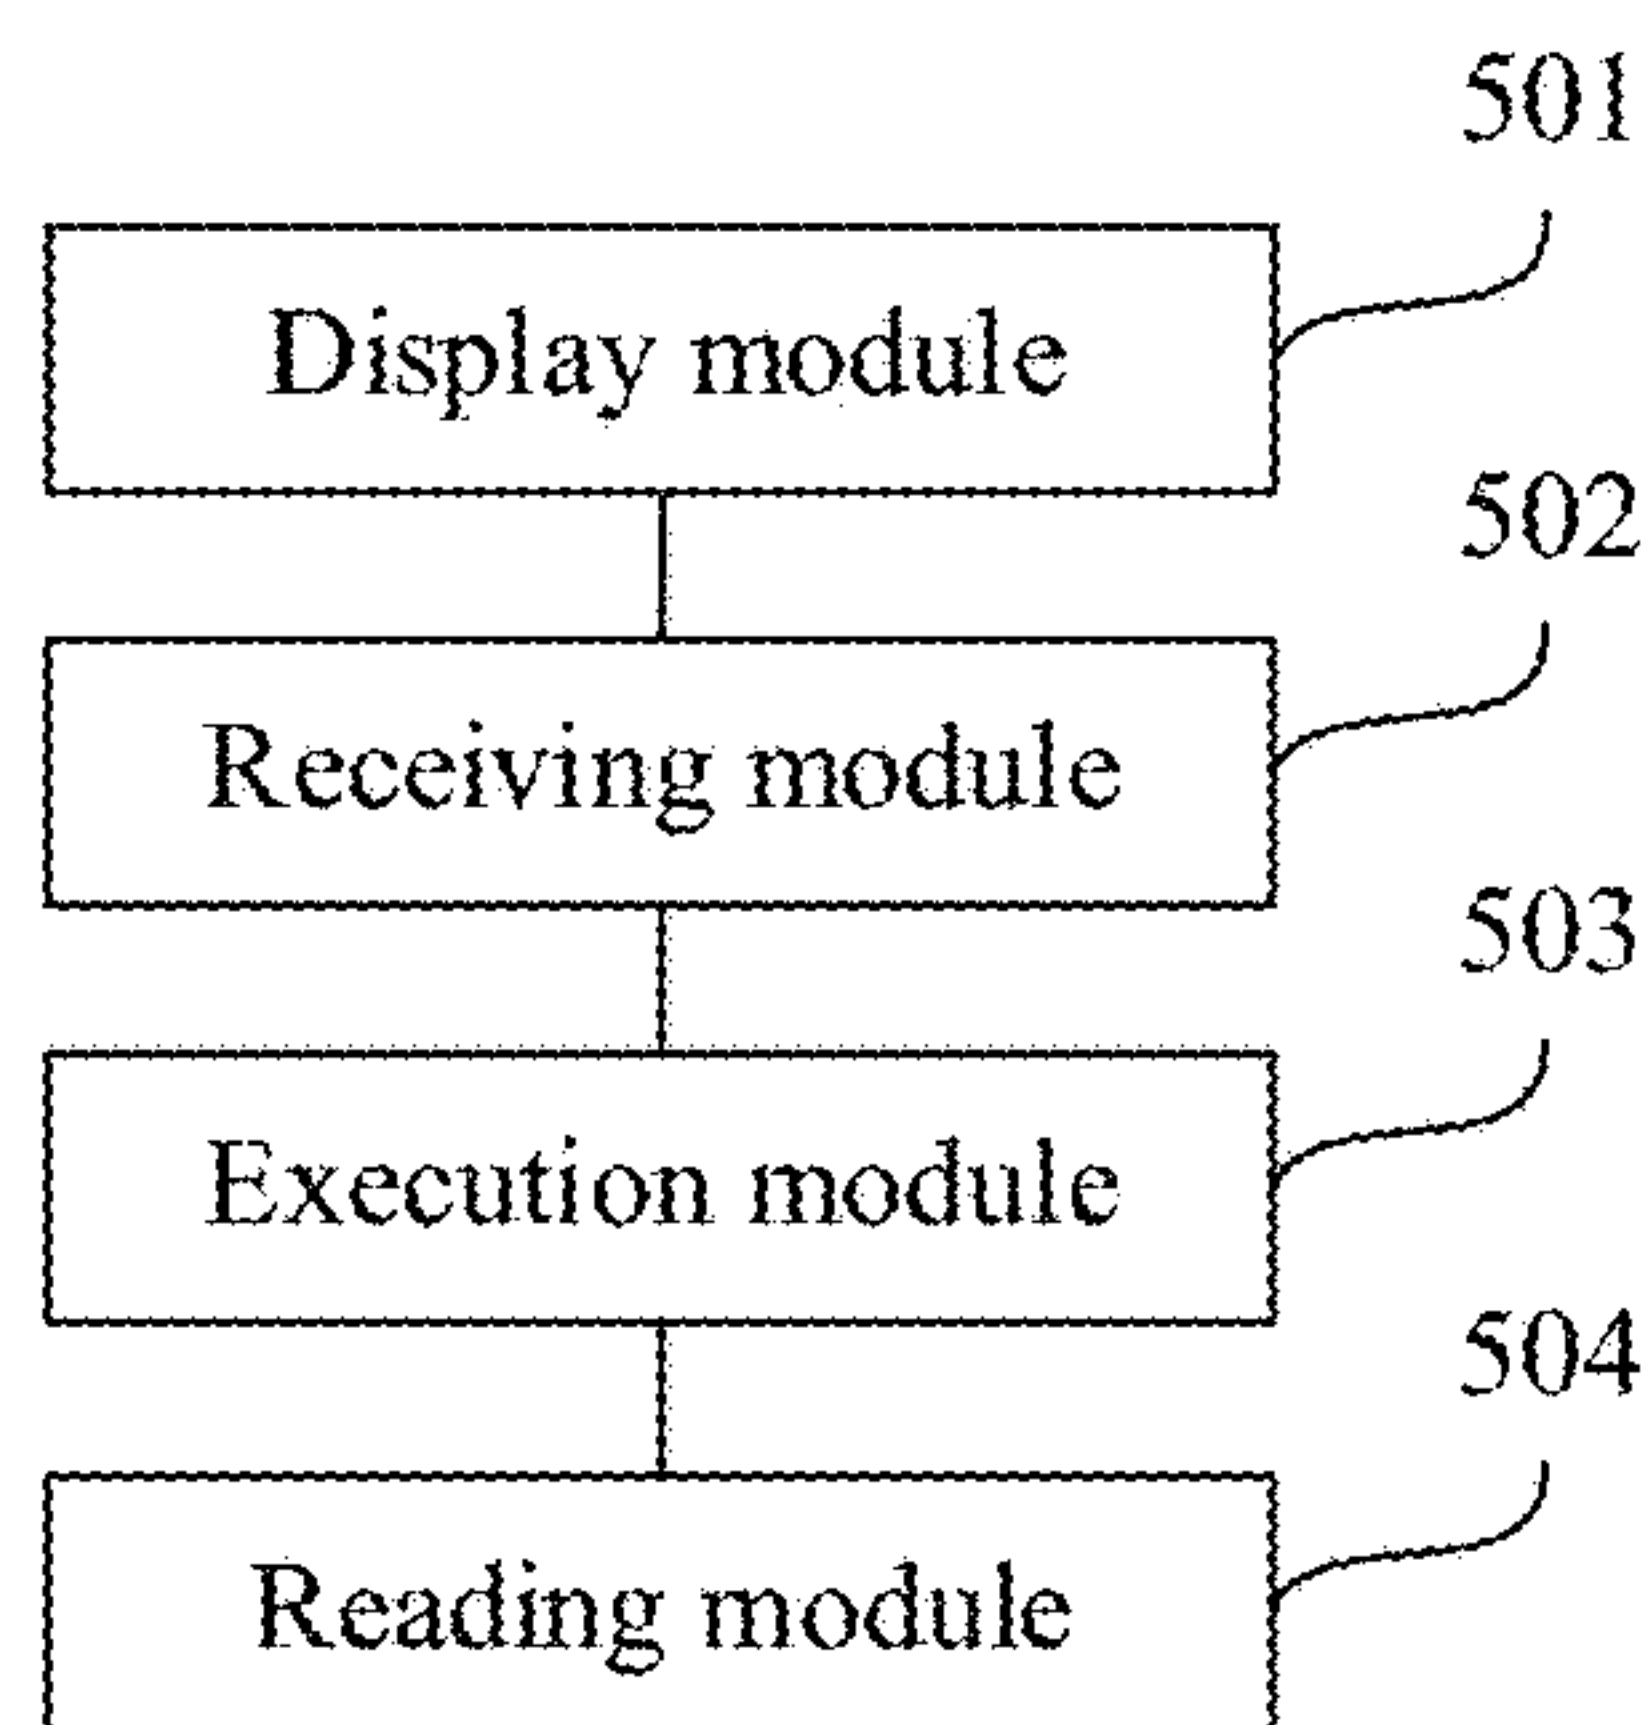 501
Display module
502
Receiving module
503
Execution module
504
Reading module